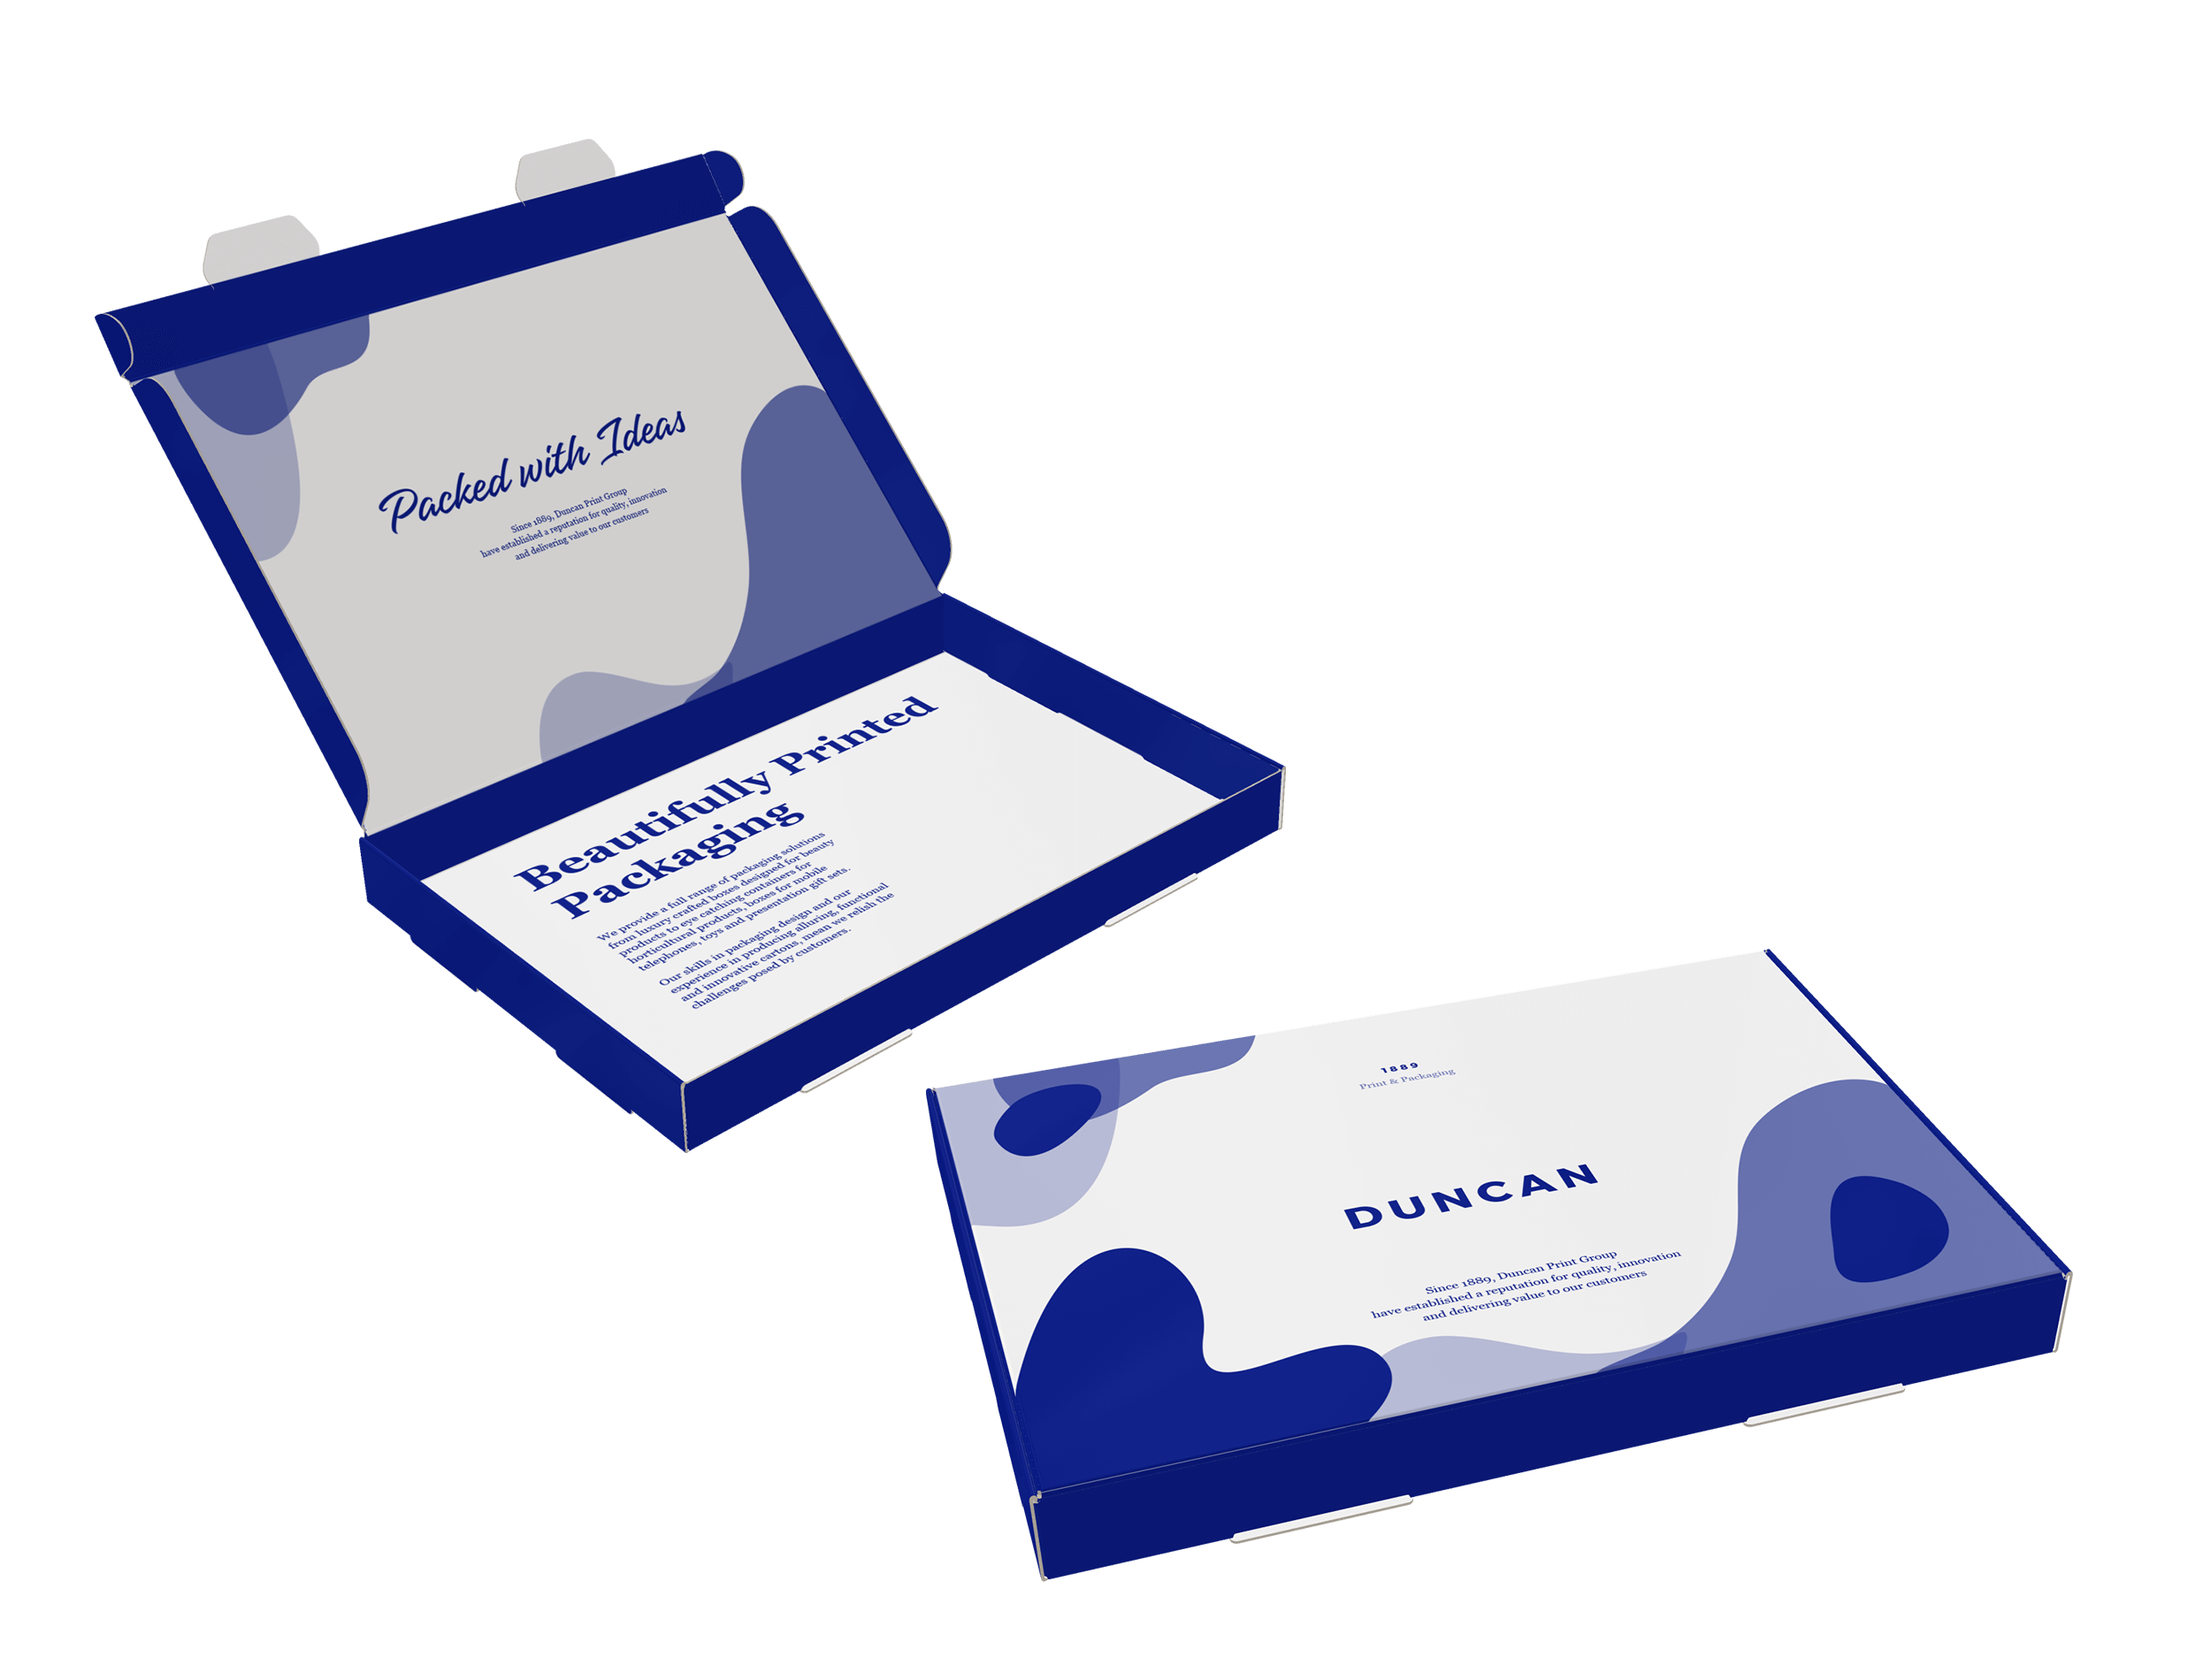 Packed with Ideas
Since 1889, Duncan Print Group
have established a reputation for quality, innovation
and delivering value to our customers
Beautifully Printed
Packaging
We provide a full range of packaging solutions
from luxury crafted boxes designed for beauty
products to eye catching containers for
horticultural products, boxes for mobile
telephones, toys and presentation gift sets.
Our skills in packaging design and our
experience in producing alluring, functional
and innovative cartons, mean we relish the
challenges posed by customers.
1889
Print & Packaging
DUNCAN
Since 1889, Duncan Print Group
have established a reputation for quality, innovation
and delivering value to our customers